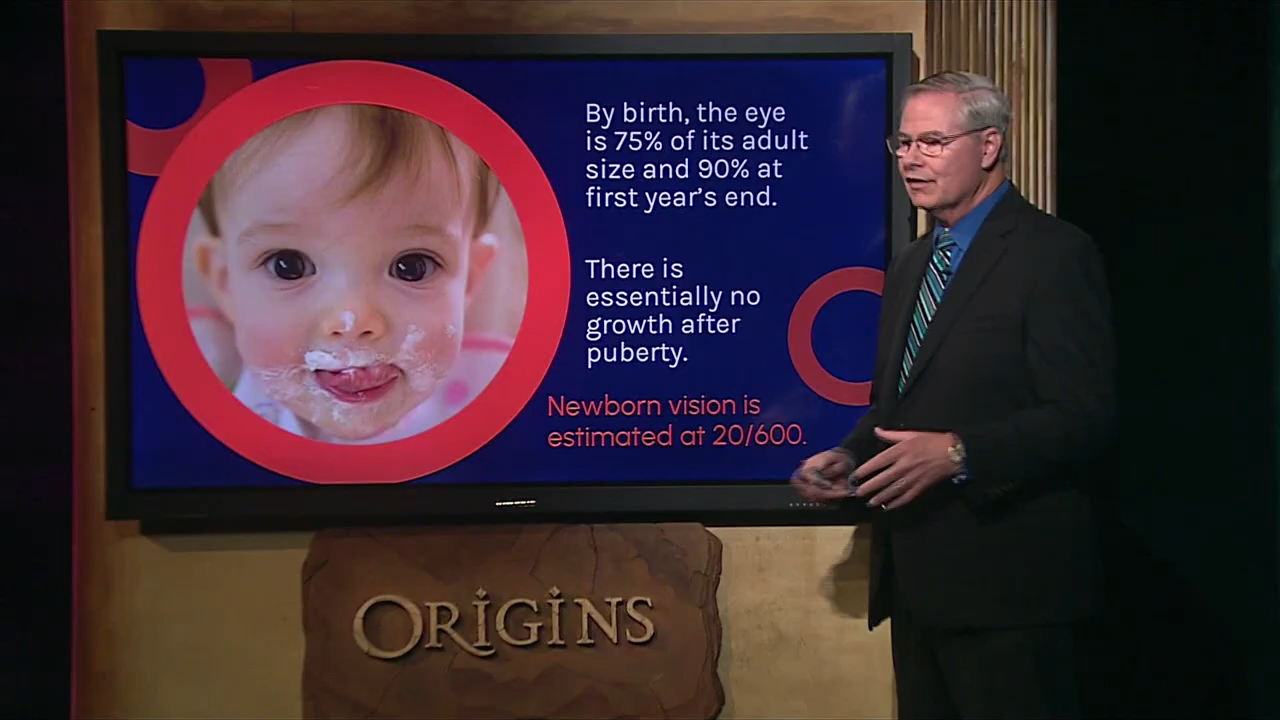 By birth, the eye
is 75% of its adult
size and 90% at
first year's end.
There is
essentially no
growth after
puberty.
Newborn vision is
estimated at 20/600.
ORIGINS